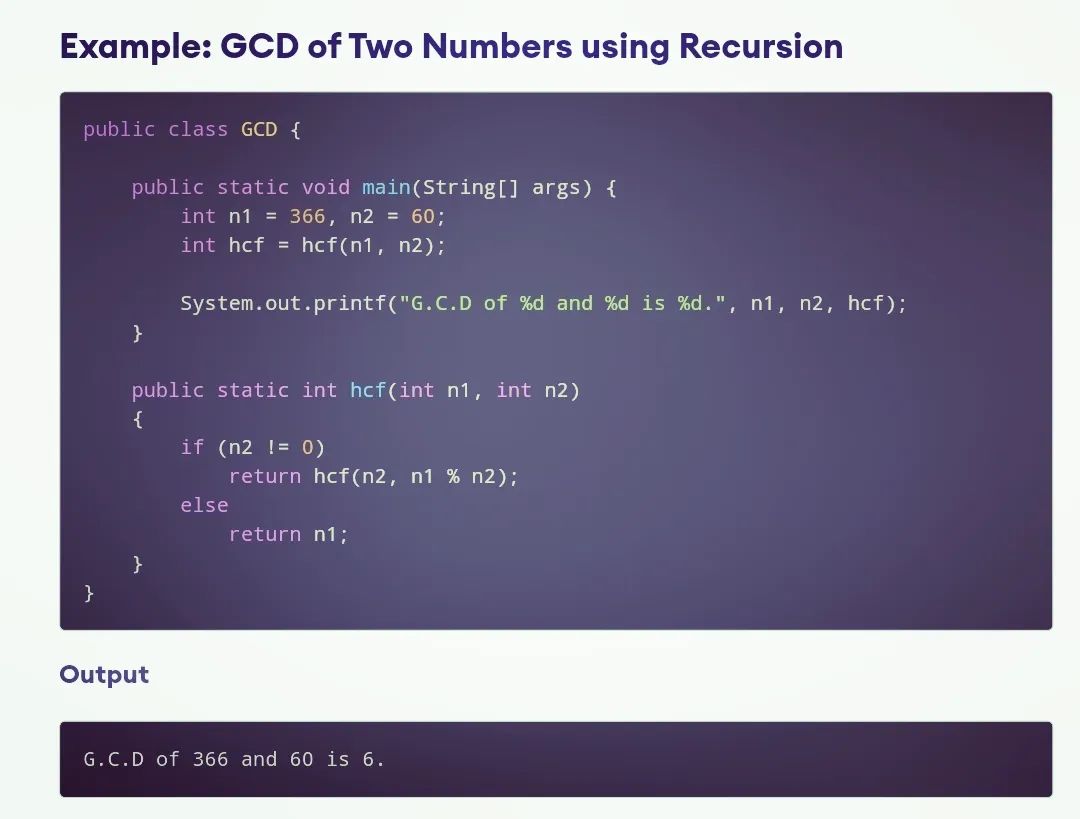 Example: GCD of Two Numbers using Recursion
public class GCD {
    public static void main(String[] args) {
        int n1 = 366, n2 = 60;
        int hcf = hcf(n1, n2);
        System.out.printf("G.C.D of %d and %d is %d.", n1, n2, hcf);
    }
    public static int hcf(int n1, int n2)
    {
        if (n2 != 0)
            return hcf(n2, n1 % n2);
        else
            return n1;
    }
}
Output
G.C.D of 366 and 60 is 6.